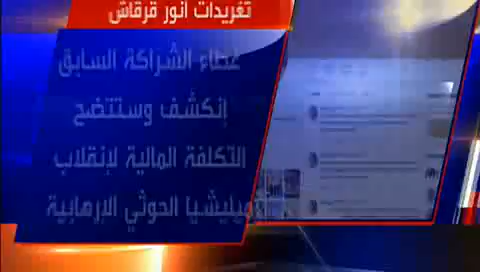 تغريدات أنور قرقاش
غطاء الشراكة السابق
إنكشف وستتضح
التكلفة المالية لإنقلاب
ميليشيا الحوثي الإرهابية